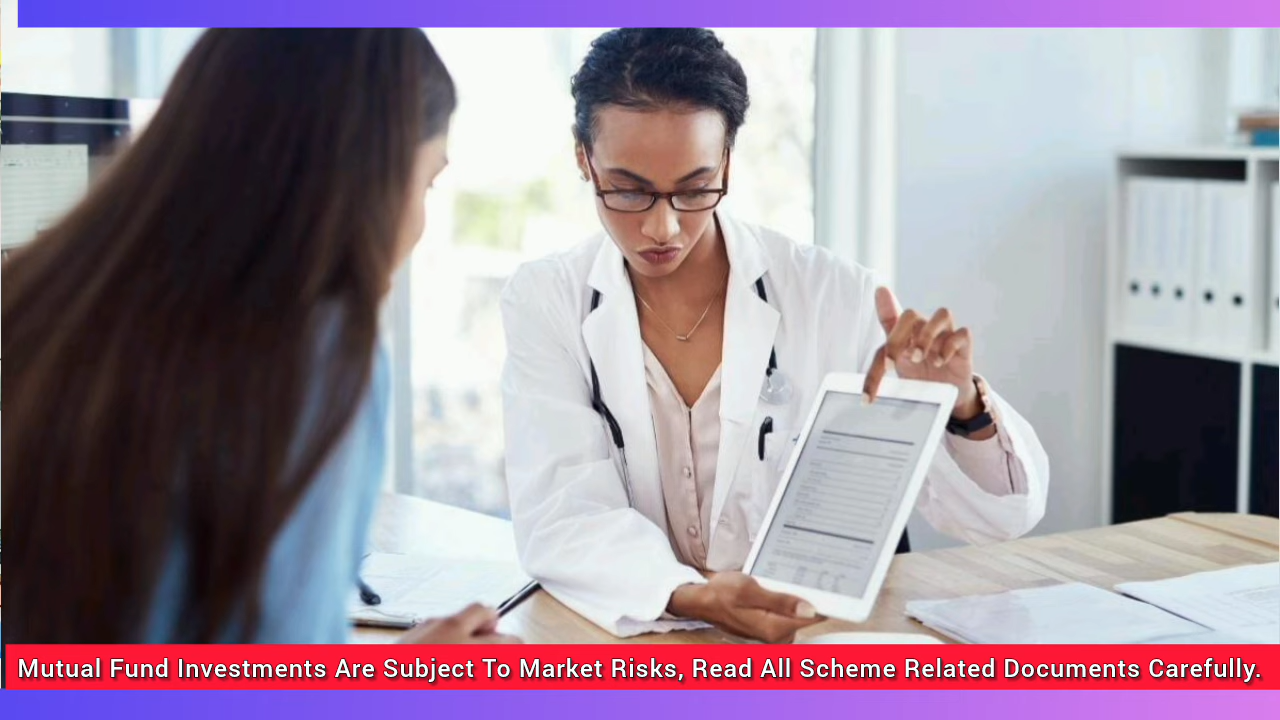 Mutual Fund Investments Are Subject To Market Risks, Read All Scheme Related Documents Carefully.